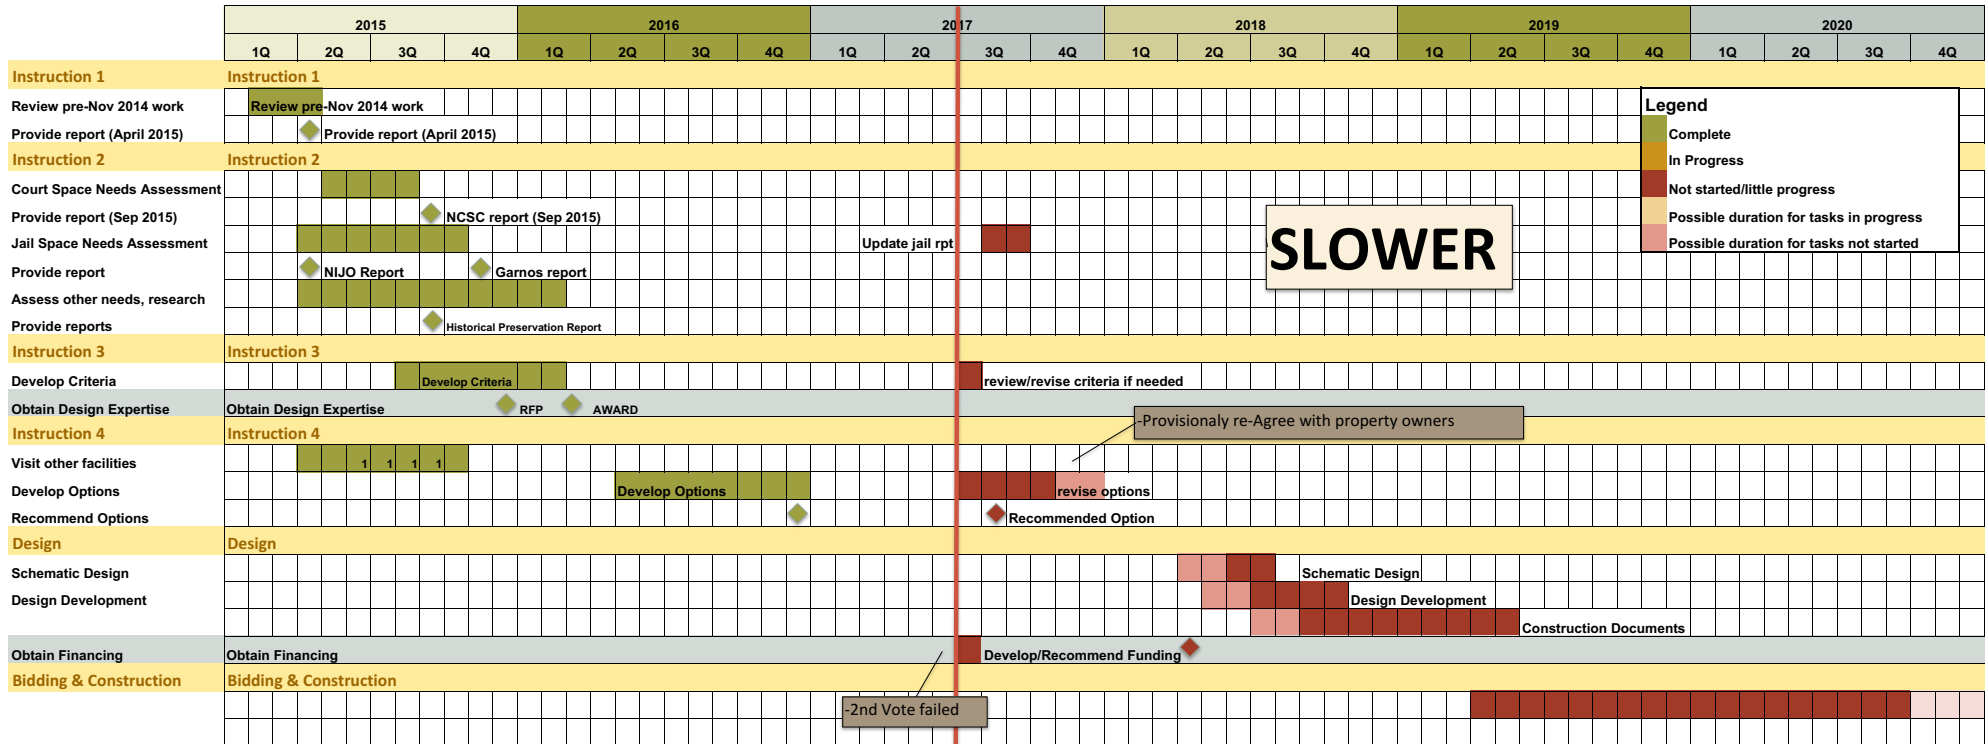 2015 2016 2017 2018 2019 2020
1Q 2Q 3Q 4Q 1Q 2Q 3Q 4Q 1Q 2Q 3Q 4Q 1Q 2Q 3Q 4Q 1Q 2Q 3Q 4Q 1Q 2Q 3Q 4Q
Instruction 1 Instruction 1
Review pre-Nov 2014 work Review pre-Nov 2014 work
Provide report (April 2015) Provide report (April 2015)
Legend
Complete
In Progress
Not started/little progress
Possible duration for tasks in progress
Possible duration for tasks not started
Instruction 2 Instruction 2
Court Space Needs Assessment
Provide report (Sep 2015) NCSC report (Sep 2015)
Jail Space Needs Assessment Update jail rpt
SLOWER
Provide report NIJO Report Garnos report
Assess other needs, research
Provide reports Historical Preservation Report
Instruction 3 Instruction 3
Develop Criteria Develop Criteria review/revise criteria if needed
Obtain Design Expertise Obtain Design Expertise RFP AWARD
-Provisionaly re-Agree with property owners
Instruction 4 Instruction 4
Visit other facilities 1 1 1 1
Develop Options Develop Options revise options
Recommend Options Recommended Option
Design Design
Schematic Design Schematic Design
Design Development Design Development
Construction Documents
Obtain Financing Obtain Financing Develop/Recommend Funding
Bidding & Construction Bidding & Construction
-2nd Vote failed